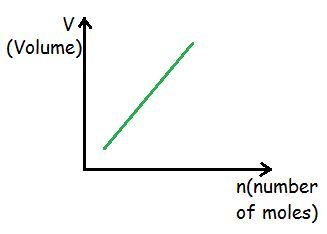 V
(Volume)
n(number
of moles)